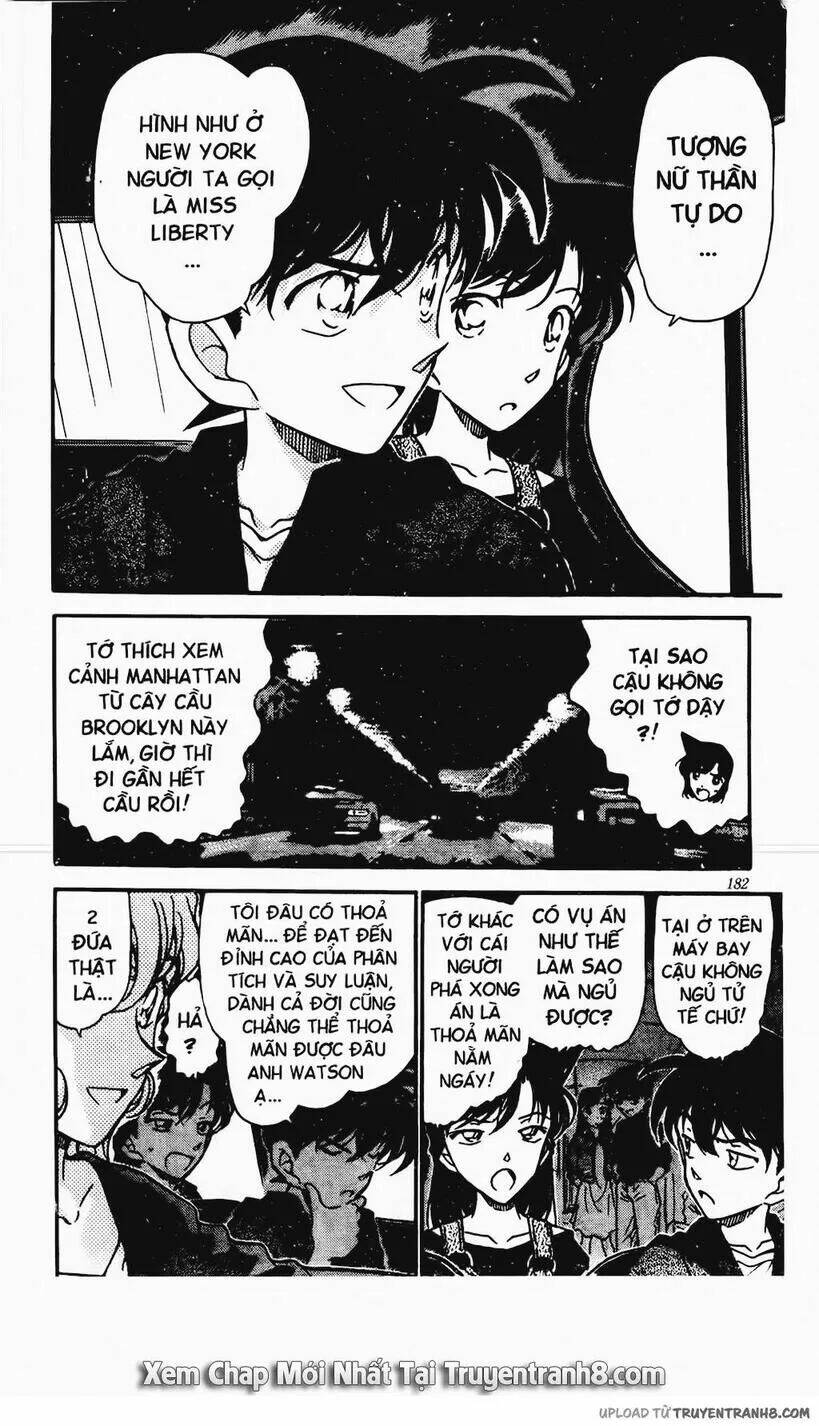 TƯỢNG
NỮ THẦN
TỰ DO
...
HÌNH NHƯ Ở
NEW YORK
NGƯỜI TA GỌI
LÀ MISS
LIBERTY
...
TẠI SAO
CẬU KHÔNG
GỌI TỚ DẬY
?!
TỚ THÍCH XEM
CẢNH MANHATTAN
TỪ CÂY CẦU
BROOKLYN NÀY
LẮM, GIỜ THÌ
ĐI GẦN HẾT
CẦU RỒI!
182
TẠI Ở TRÊN
MÁY BAY
CẬU KHÔNG
NGỦ TỬ
TẾ CHỨ!
CÓ VỤ ÁN
NHƯ THẾ
LÀM SAO
MÀ NGỦ
ĐƯỢC?
TỚ KHÁC
VỚI CÁI
NGƯỜI
PHÁ XONG
ÁN LÀ
THOẢ MÃN
NẰM
NGÁY!
TÔI ĐÂU CÓ THOẢ
MÃN... ĐỂ ĐẠT ĐẾN
ĐỈNH CAO CỦA PHÂN
TÍCH VÀ SUY LUẬN,
DÀNH CẢ ĐỜI CŨNG
CHẲNG THỂ THOẢ
MÃN ĐƯỢC ĐÂU
ANH WATSON
Ạ...
HẢ
?
2
ĐỨA
THẬT
LÀ...
Xem Chap Mới Nhất Tại Truyentranh8.com
UPLOAD TỪ TRUYENTRANH8.COM